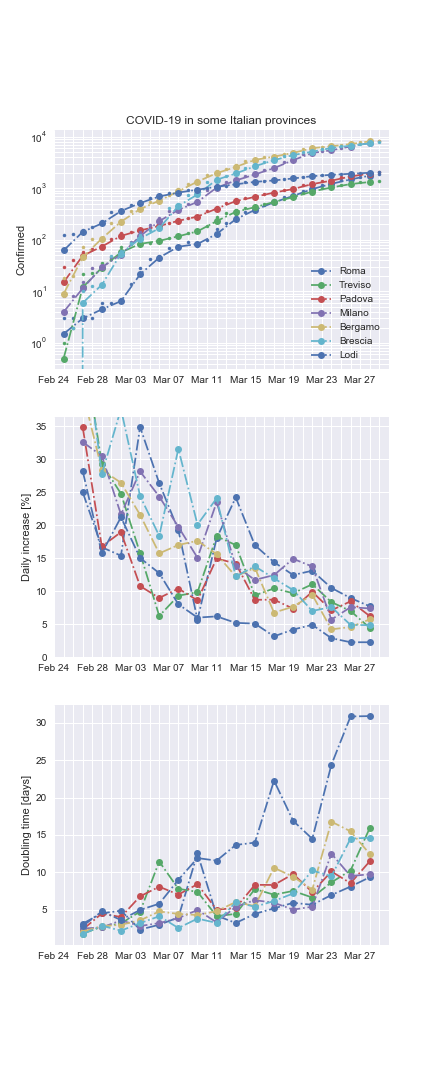 COVID-19 in some Italian provinces
Confirmed
10^4
10^3
10^2
10^1
10^0
Roma
Treviso
Padova
Milano
Bergamo
Brescia
Lodi
Feb 24 Feb 28 Mar 03 Mar 07 Mar 11 Mar 15 Mar 19 Mar 23 Mar 27
Daily increase [%]
35
30
25
20
15
10
5
0
Feb 24 Feb 28 Mar 03 Mar 07 Mar 11 Mar 15 Mar 19 Mar 23 Mar 27
Doubling time [days]
30
25
20
15
10
5
Feb 24 Feb 28 Mar 03 Mar 07 Mar 11 Mar 15 Mar 19 Mar 23 Mar 27